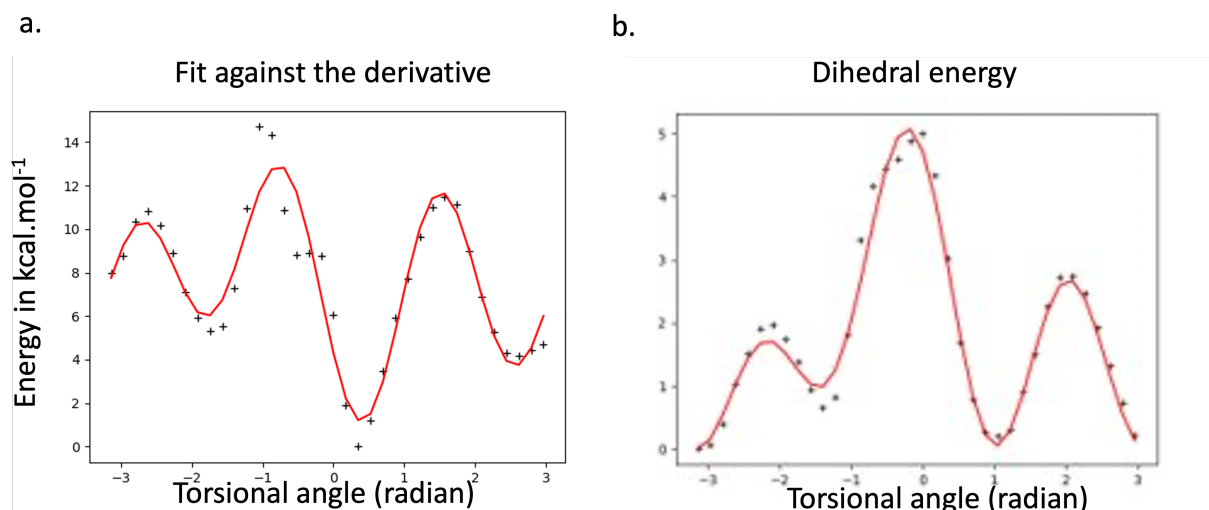 a.
Fit against the derivative
Energy in kcal.mol-1
14
12
10
8
6
4
2
0
−3 −2 −1 0 1 2 3
Torsional angle (radian)
b.
Dihedral energy
5
4
3
2
1
0
−3 −2 −1 0 1 2 3
Torsional angle (radian)